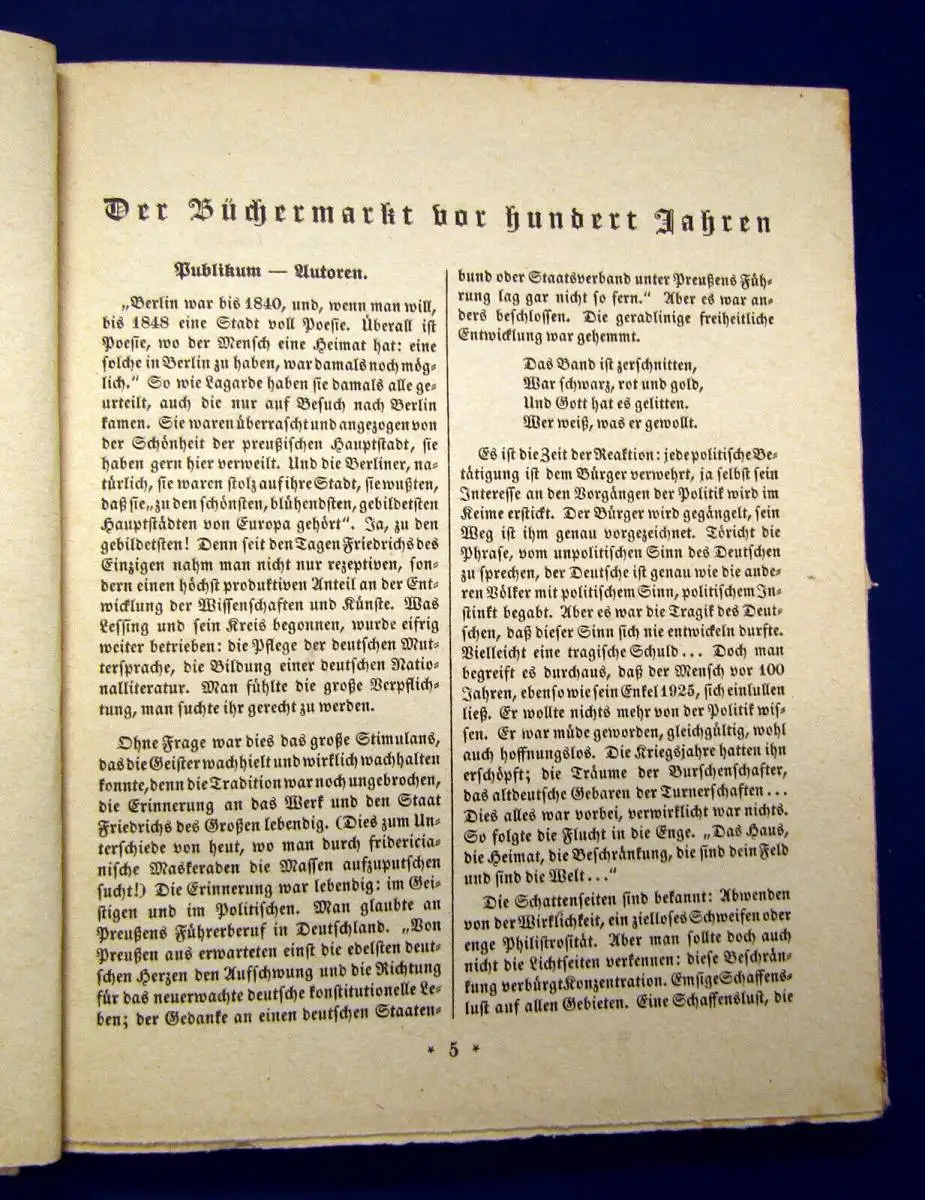 Der Büchermarkt vor hundert Jahren
Publikum — Autoren.
„Berlin war bis 1840, und, wenn man will,
bis 1848 eine Stadt voll Poesie. Überall ist
Poesie, wo der Mensch eine Heimat hat: eine
solche in Berlin zu haben, war damals noch mög-
lich.“ So wie Lagarde haben sie damals alle ge-
urteilt, auch die nur auf Besuch nach Berlin
kamen. Sie waren überrascht und angezogen von
der Schönheit der preußischen Hauptstadt, sie
haben gern hier verweilt. Und die Berliner, na-
türlich, sie waren stolz auf ihre Stadt, sie wußten,
daß sie „zu den schönsten, blühendsten, gebildetsten
Hauptstädten von Europa gehört“. Ja, zu den
gebildetsten! Denn seit den Tagen Friedrichs des
Einzigen nahm man nicht nur rezeptiven, son-
dern einen höchst produktiven Anteil an der Ent-
wicklung der Wissenschaften und Künste. Was
Lessing und sein Kreis begonnen, wurde eifrig
weiter betrieben: die Pflege der deutschen Mut-
tersprache, die Bildung einer deutschen Natio-
nalliteratur. Man fühlte die große Verpflich-
tung, man suchte ihr gerecht zu werden.
Ohne Frage war dies das große Stimulans,
das die Geister wach hielt und wirklich wach halten
konnte, denn die Tradition war noch ungebrochen,
die Erinnerung an das Werk und den Staat
Friedrichs des Großen lebendig. (Dies zum Un-
terschiede von heut, wo man durch fridericia-
nische Maskeraden die Massen aufzuputschen
sucht!) Die Erinnerung war lebendig: im Gei-
stigen und im Politischen. Man glaubte an
Preußens Führerberuf in Deutschland. „Von
Preußen aus erwarteten einst die edelsten deut-
schen Herzen den Aufschwung und die Richtung
für das neuerwachte deutsche konstitutionelle Le-
ben; der Gedanke an einen deutschen Staaten-
bund oder Staatsverband unter Preußens Füh-
rung lag gar nicht so fern.“ Aber es war an-
ders beschlossen. Die geradlinige freiheitliche
Entwicklung war gehemmt.
Das Band ist zerschnitten,
War schwarz, rot und gold,
Und Gott hat es gelitten.
Wer weiß, was er gewollt.
Es ist die Zeit der Reaktion: jede politische Be-
tätigung ist dem Bürger verwehrt, ja selbst sein
Interesse an den Vorgängen der Politik wird im
Keime erstickt. Der Bürger wird gegängelt, sein
Weg ist ihm genau vorgezeichnet. Töricht die
Phrase, vom unpolitischen Sinn des Deutschen
zu sprechen, der Deutsche ist genau wie die ande-
ren Völker mit politischem Sinn, politischem In-
stinkt begabt. Aber es war die Tragik des Deut-
schen, daß dieser Sinn sich nie entwickeln durfte.
Vielleicht eine tragische Schuld... Doch man
begreift es durchaus, daß der Mensch vor 100
Jahren, ebenso wie sein Enkel 1925, sich einlullen
ließ. Er wollte nichts mehr von der Politik wis-
sen. Er war müde geworden, gleichgültig, wohl
auch hoffnungslos. Die Kriegsjahre hatten ihn
erschöpft; die Träume der Burschenschafter,
das altdeutsche Gebaren der Turnerschaften...
Dies alles war vorbei, verwirklicht war nichts.
So folgte die Flucht in die Enge. „Das Haus,
die Heimat, die Beschränkung, die sind dein Feld
und sind die Welt...“
Die Schattenseiten sind bekannt: Abwenden
von der Wirklichkeit, ein zielloses Schweifen oder
enge Philistrosität. Aber man sollte doch auch
nicht die Lichtseiten verkennen: diese Beschrän-
kung verbürgt Konzentration. Emsige Schaffens-
lust auf allen Gebieten. Eine Schaffenslust, die
* 5 *